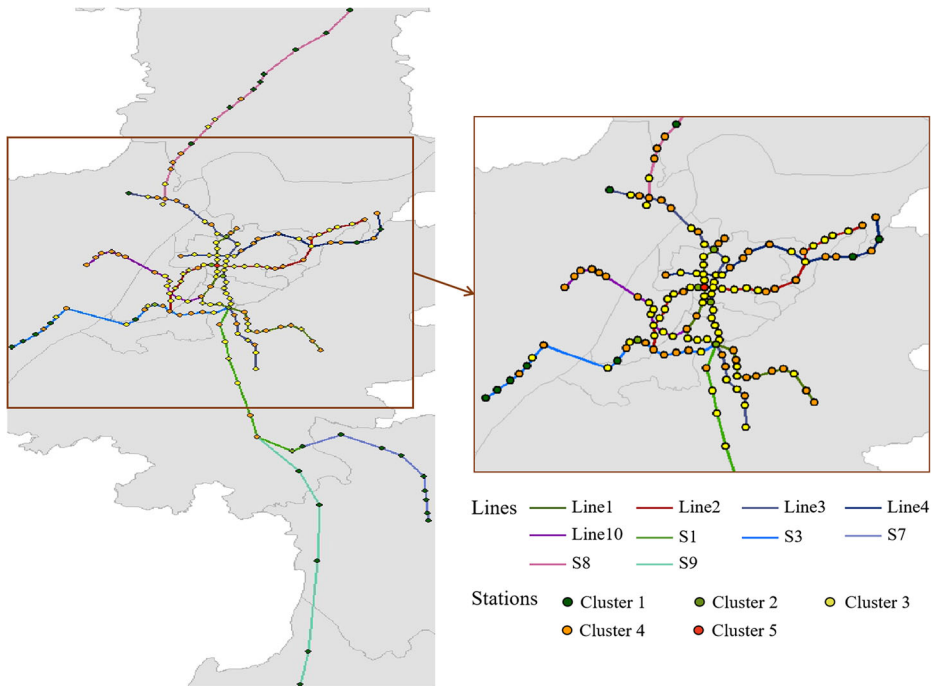 Lines Line1 Line2 Line3 Line4
Line10 S1 S3 S7
S8 S9
Stations Cluster 1 Cluster 2 Cluster 3
Cluster 4 Cluster 5